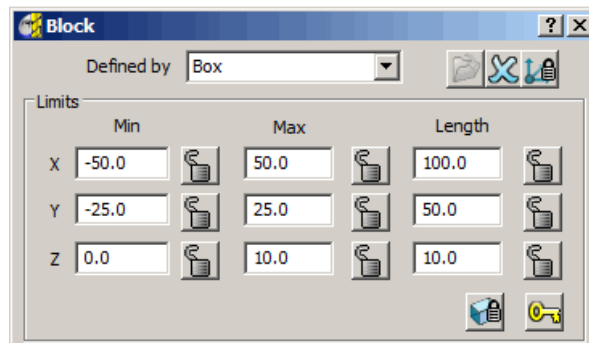 Block
Defined by Box
Limits
Min Max Length
X -50.0 50.0 100.0
Y -25.0 25.0 50.0
Z 0.0 10.0 10.0